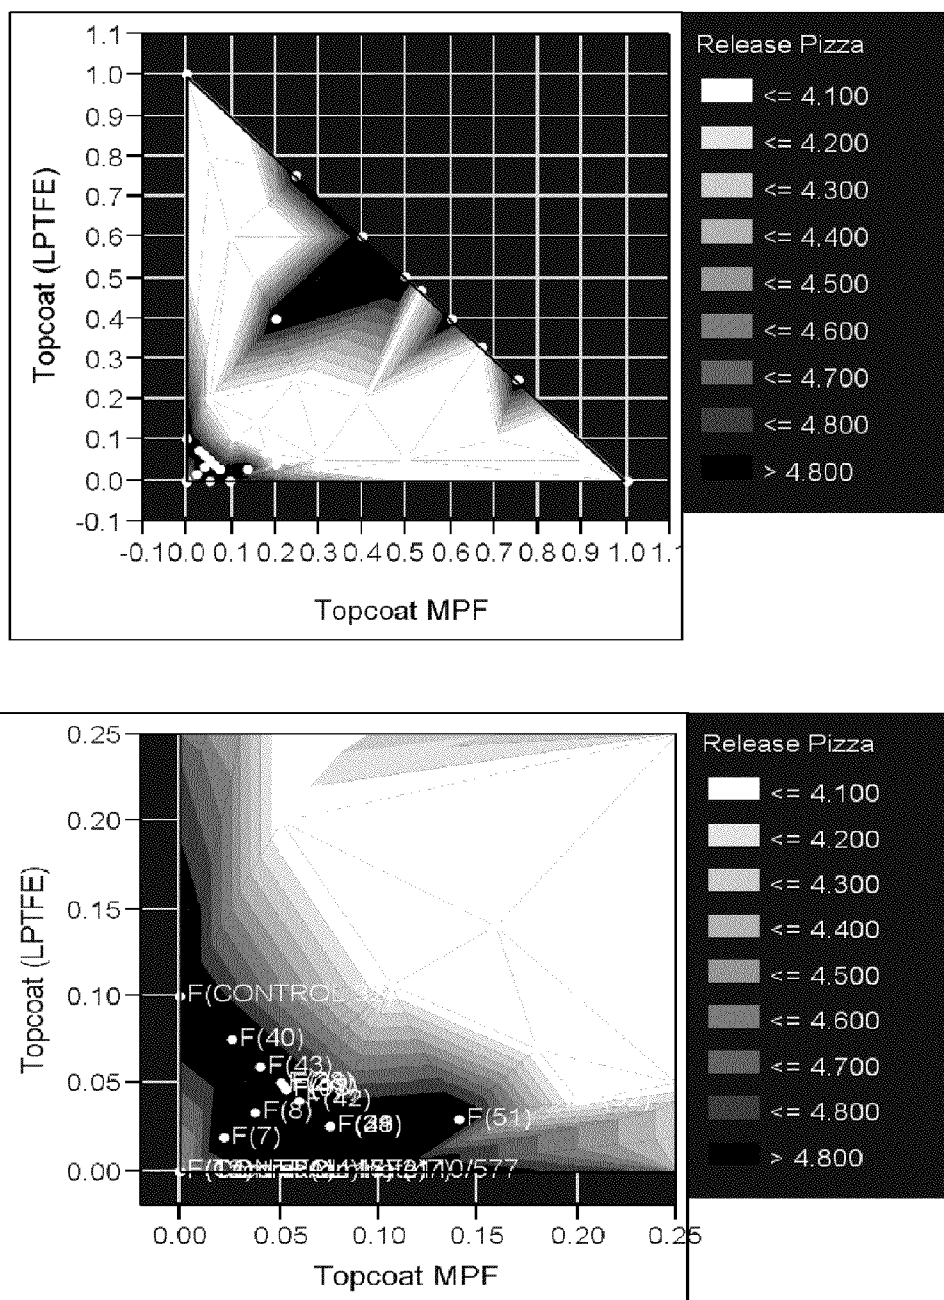 Release Pizza
<= 4.100
<= 4.200
<= 4.300
<= 4.400
<= 4.500
<= 4.600
<= 4.700
<= 4.800
> 4.800
Topcoat (LPTFE)
1.1
1.0
0.9
0.8
0.7
0.6
0.5
0.4
0.3
0.2
0.1
0.0
-0.1
-0.10.0 0.1 0.2 0.3 0.4 0.5 0.6 0.7 0.8 0.9 1.0 1.1
Topcoat MPF
Release Pizza
<= 4.100
<= 4.200
<= 4.300
<= 4.400
<= 4.500
<= 4.600
<= 4.700
<= 4.800
> 4.800
Topcoat (LPTFE)
0.25
0.20
0.15
0.10
0.05
0.00
F(CONTROL
F(40)
F(43)
F(42)
F(8)
F(51)
F(7)
0.00 0.05 0.10 0.15 0.20 0.25
Topcoat MPF